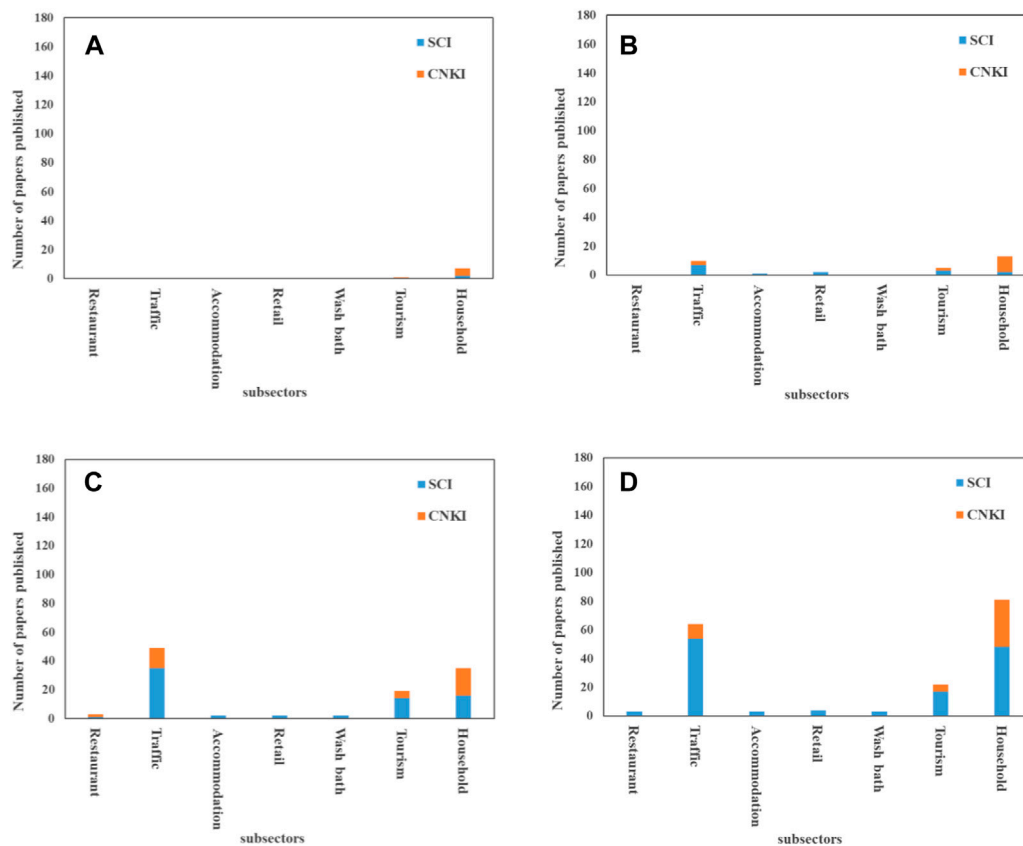 A
SCI
CNKI
Number of papers published
180
160
140
120
100
80
60
40
20
0
Restaurant
Traffic
Accommodation
Retail
Wash bath
Tourism
Household
subsectors
B
SCI
CNKI
Number of papers published
180
160
140
120
100
80
60
40
20
0
Restaurant
Traffic
Accommodation
Retail
Wash bath
Tourism
Household
subsectors
C
SCI
CNKI
Number of papers published
180
160
140
120
100
80
60
40
20
0
Restaurant
Traffic
Accommodation
Retail
Wash bath
Tourism
Household
subsectors
D
SCI
CNKI
Number of papers published
180
160
140
120
100
80
60
40
20
0
Restaurant
Traffic
Accommodation
Retail
Wash bath
Tourism
Household
subsectors